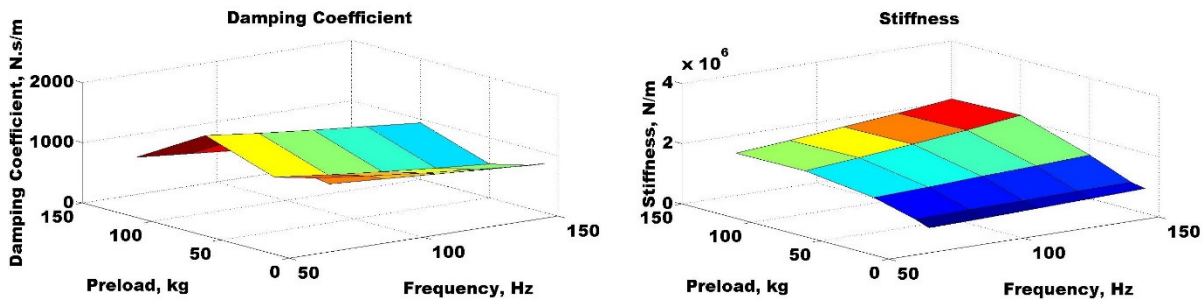 Damping Coefficient
Damping Coefficient, N.s/m
2000
1000
0
150
100
50
0
Preload, kg
50
100
150
Frequency, Hz
Stiffness
x 10^6
Stiffness, N/m
4
2
0
150
100
50
0
Preload, kg
50
100
150
Frequency, Hz